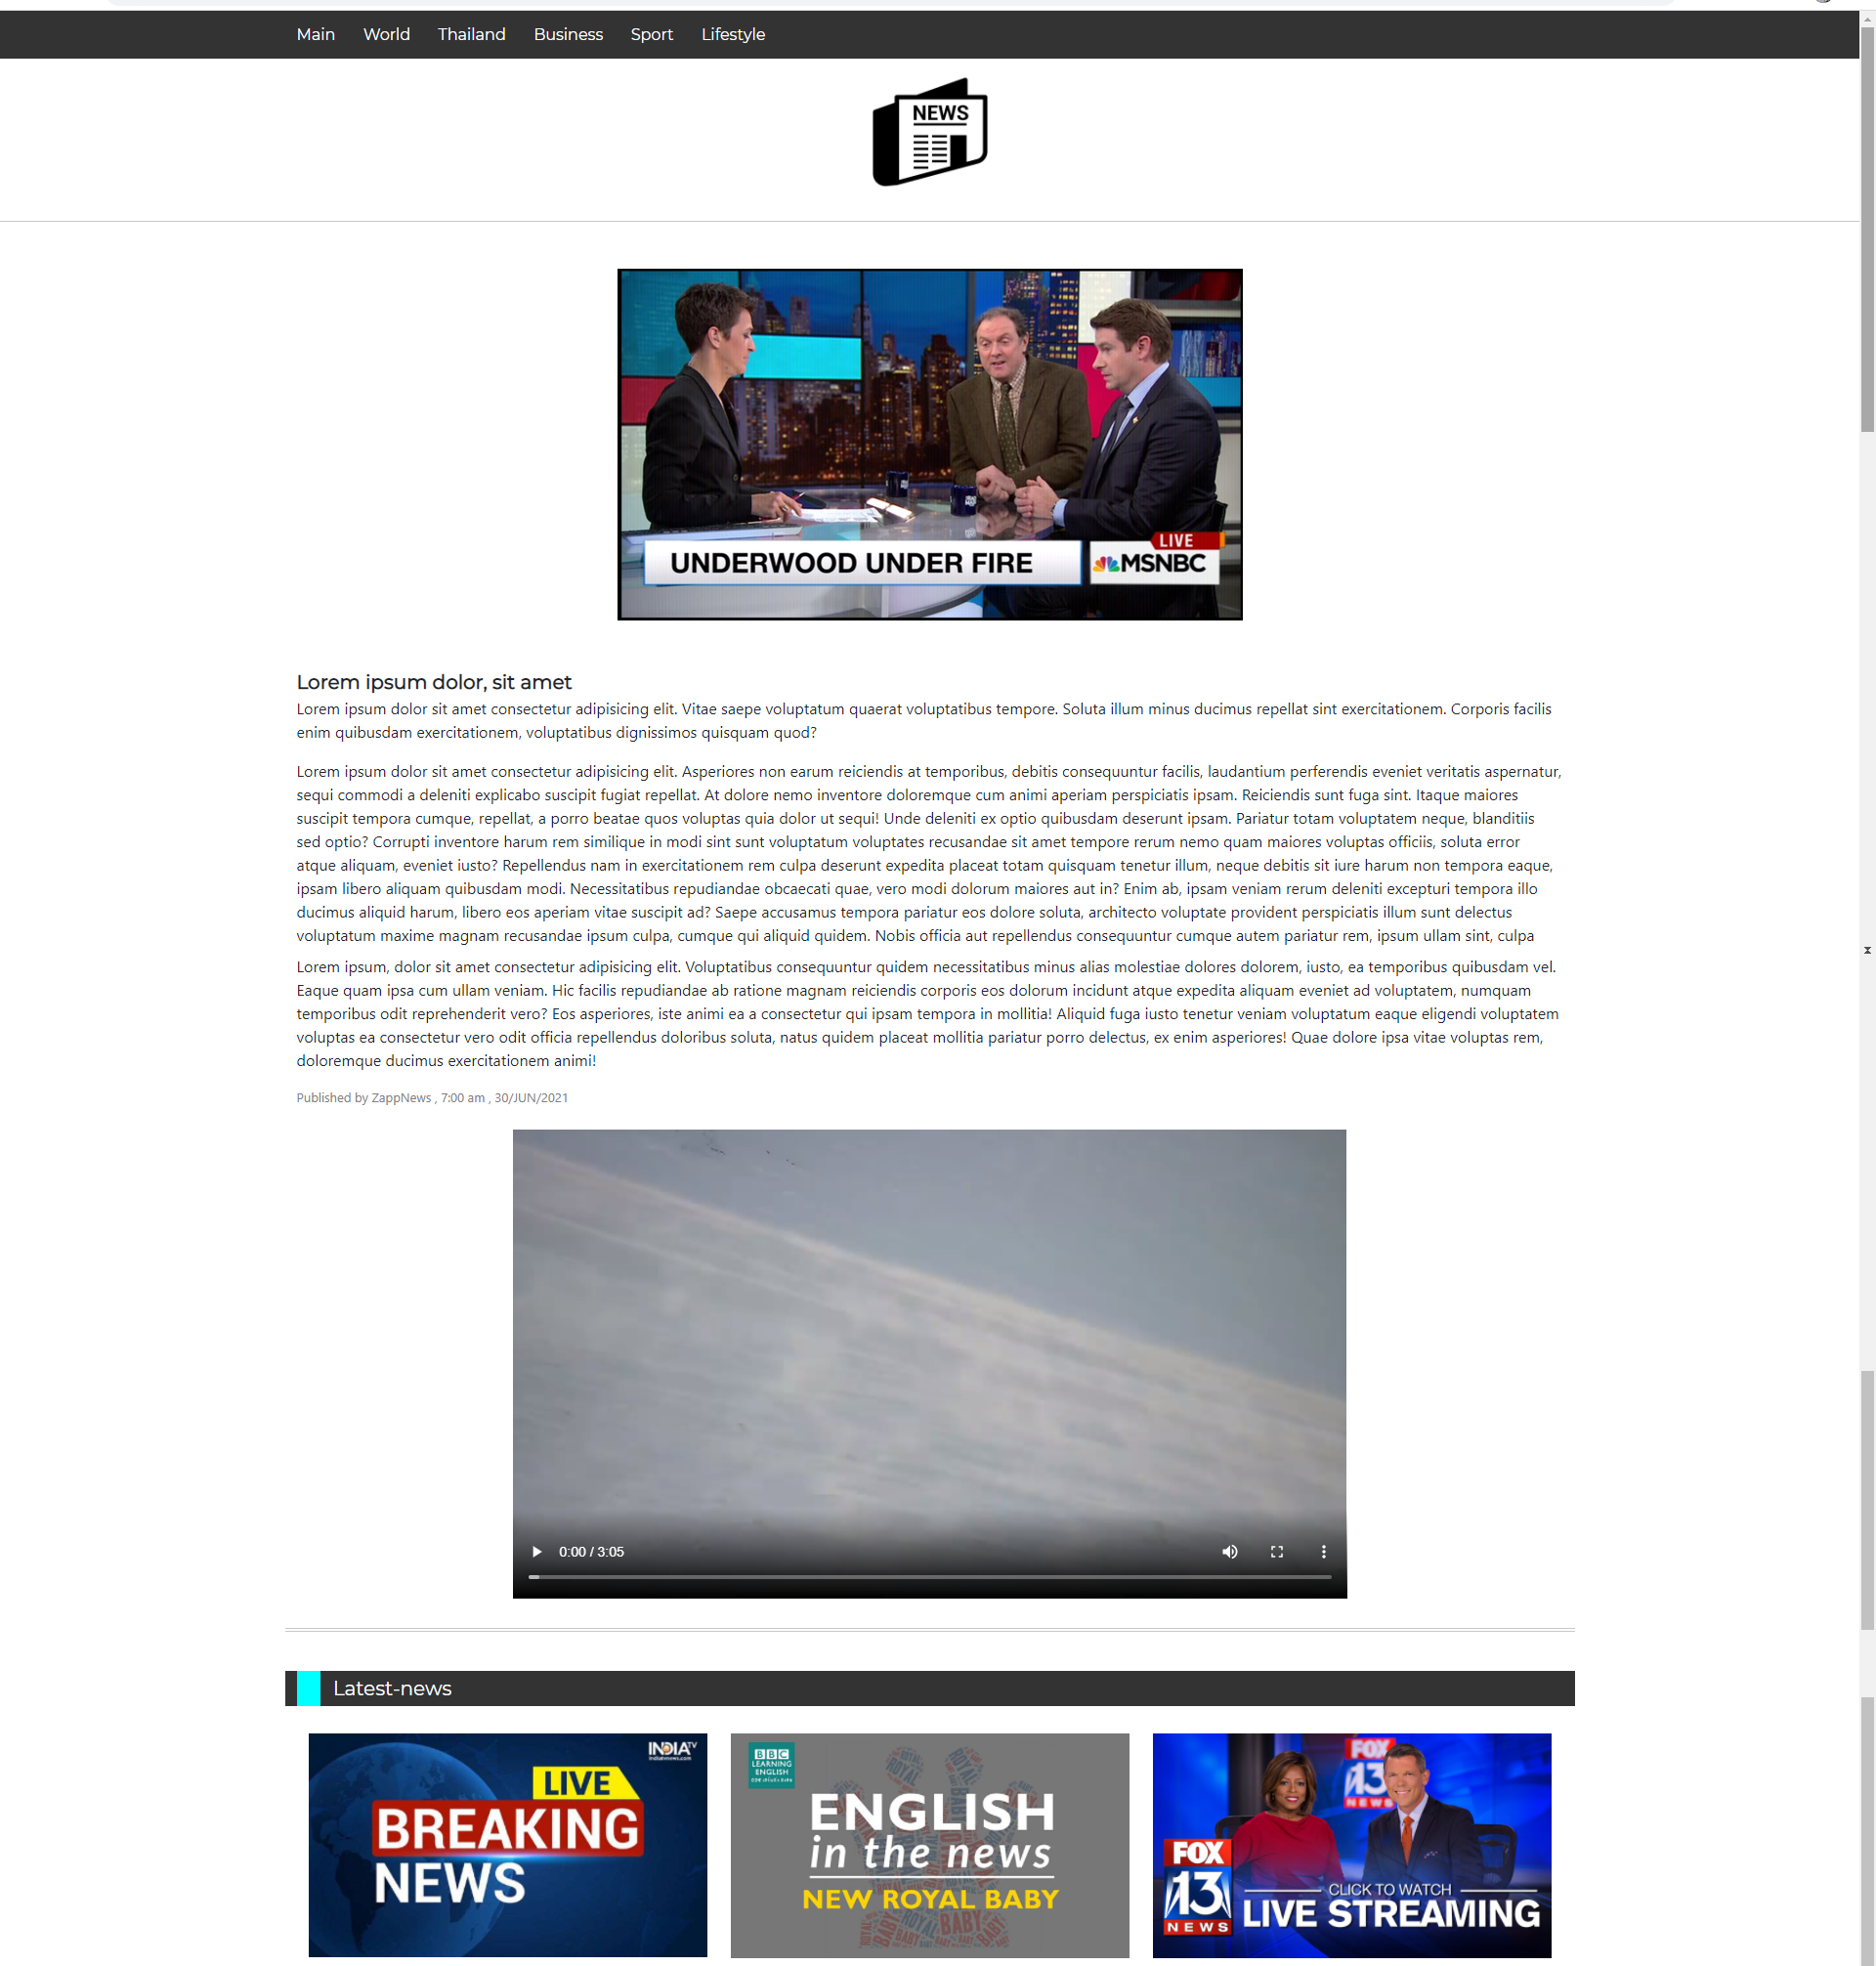 Main World Thailand Business Sport Lifestyle
NEWS
UNDERWOOD UNDER FIRE
LIVE
MSNBC
Lorem ipsum dolor, sit amet
Lorem ipsum dolor sit amet consectetur adipisicing elit. Vitae saepe voluptatum quaerat voluptatibus tempore. Soluta illum minus ducimus repellat sint exercitationem. Corporis facilis
enim quibusdam exercitationem, voluptatibus dignissimos quisquam quod?
Lorem ipsum dolor sit amet consectetur adipisicing elit. Asperiores non earum reiciendis at temporibus, debitis consequuntur facilis, laudantium perferendis eveniet veritatis aspernatur,
sequi commodi a deleniti explicabo suscipit fugiat repellat. At dolore nemo inventore doloremque cum animi aperiam perspiciatis ipsam. Reiciendis sunt fuga sint. Itaque maiores
suscipit tempora cumque, repellat, a porro beatae quos voluptas quia dolor ut sequi! Unde deleniti ex optio quibusdam deserunt ipsam. Pariatur totam voluptatem neque, blanditiis
sed optio? Corrupti inventore harum rem similique in modi sint sunt voluptatum voluptates recusandae sit amet tempore rerum nemo quam maiores voluptas officiis, soluta error
atque aliquam, eveniet iusto? Repellendus nam in exercitationem rem culpa deserunt expedita placeat totam quisquam tenetur illum, neque debitis sit iure harum non tempora eaque,
ipsam libero aliquam quibusdam modi. Necessitatibus repudiandae obcaecati quae, vero modi dolorum maiores aut in? Enim ab, ipsam veniam rerum deleniti excepturi tempora illo
ducimus aliquid harum, libero eos aperiam vitae suscipit ad? Saepe accusamus tempora pariatur eos dolore soluta, architecto voluptate provident perspiciatis illum sunt delectus
voluptatum maxime magnam recusandae ipsum culpa, cumque qui aliquid quidem. Nobis officia aut repellendus consequuntur cumque autem pariatur rem, ipsum ullam sint, culpa
Lorem ipsum, dolor sit amet consectetur adipisicing elit. Voluptatibus consequuntur quidem necessitatibus minus alias molestiae dolores dolorem, iusto, ea temporibus quibusdam vel.
Eaque quam ipsa cum ullam veniam. Hic facilis repudiandae ab ratione magnam reiciendis corporis eos dolorum incidunt atque expedita aliquam eveniet ad voluptatem, numquam
temporibus odit reprehenderit vero? Eos asperiores, iste animi ea a consectetur qui ipsam tempora in mollitia! Aliquid fuga iusto tenetur veniam voluptatum eaque eligendi voluptatem
voluptas ea consectetur vero odit officia repellendus doloribus soluta, natus quidem placeat mollitia pariatur porro delectus, ex enim asperiores! Quae dolore ipsa vitae voluptas rem,
doloremque ducimus exercitationem animi!
Published by ZappNews , 7:00 am , 30/JUN/2021
0:00 / 3:05
Latest-news
INDIA TV
indiatvnews.com
LIVE
BREAKING
NEWS
BBC
LEARNING
ENGLISH
ENGLISH
in the news
NEW ROYAL BABY
FOX
13
NEWS
FOX
13
NEWS
CLICK TO WATCH
LIVE STREAMING